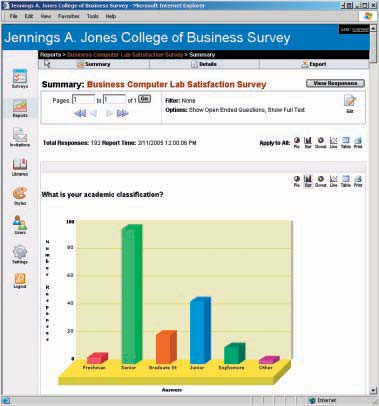 Jennings A. Jones College of Business Survey - Microsoft Internet Explorer
File Edit View Favorites Tools Help
Jennings A. Jones College of Business Survey
Reports > Business Computer Lab Satisfaction Survey > Summary
Summary Details Export
Summary: Business Computer Lab Satisfaction Survey
View Responses
Pages: 1 to 1 of 1 Go
Filter: None
Options: Show Open Ended Questions, Show Full Text
Edit
Surveys
Reports
Invitations
Libraries
Styles
Users
Settings
Logout
Total Responses: 193 Report Time: 3/11/2005 12:00:06 PM
Apply to All:
Pie Bar Donut Line Table Print
Pie Bar Donut Line Table Print
What is your academic classification?
Number Responses
100
80
60
40
20
0
Freshman Senior Graduate St Junior Sophomore Other
Answers
Internet